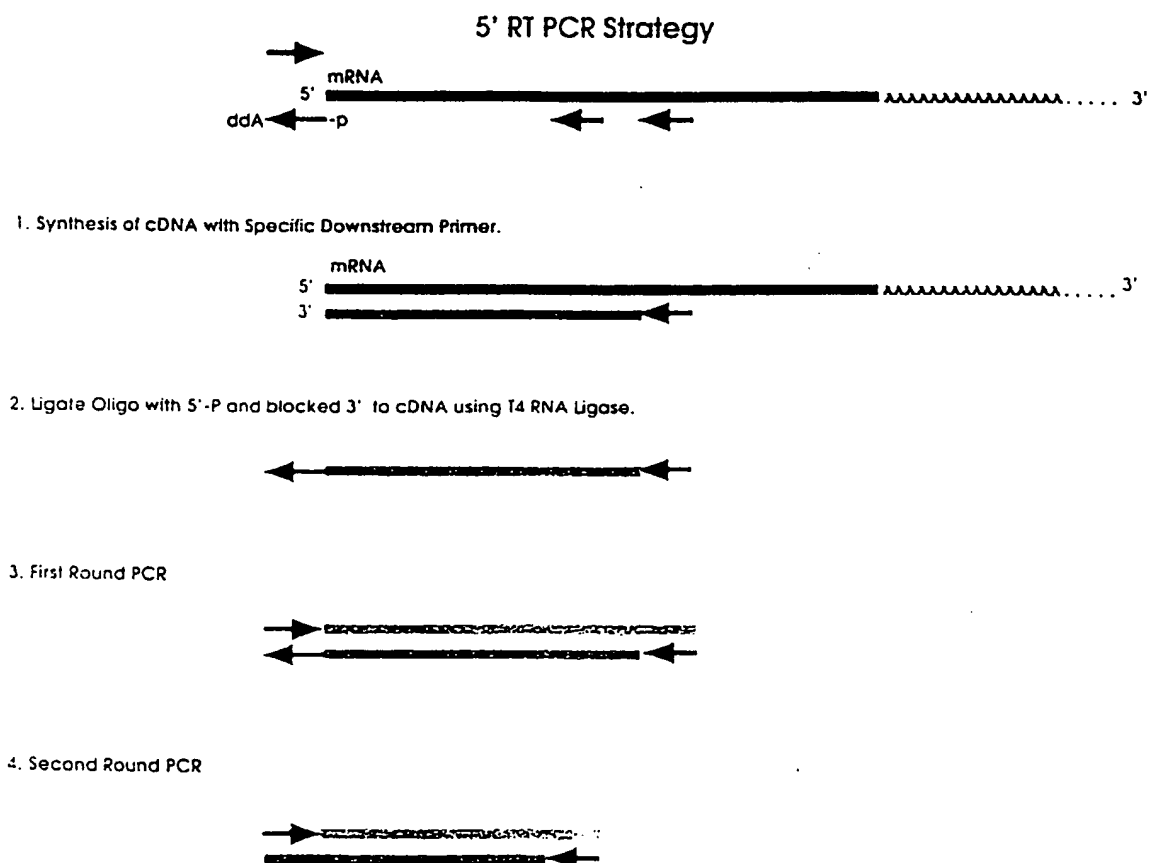 5' RT PCR Strategy
mRNA
5'
3'
ddA
-p
1. Synthesis of cDNA with Specific Downstream Primer.
mRNA
5'
3'
3'
2. Ligate Oligo with 5'-P and blocked 3' to cDNA using T4 RNA Ligase.
3. First Round PCR
4. Second Round PCR